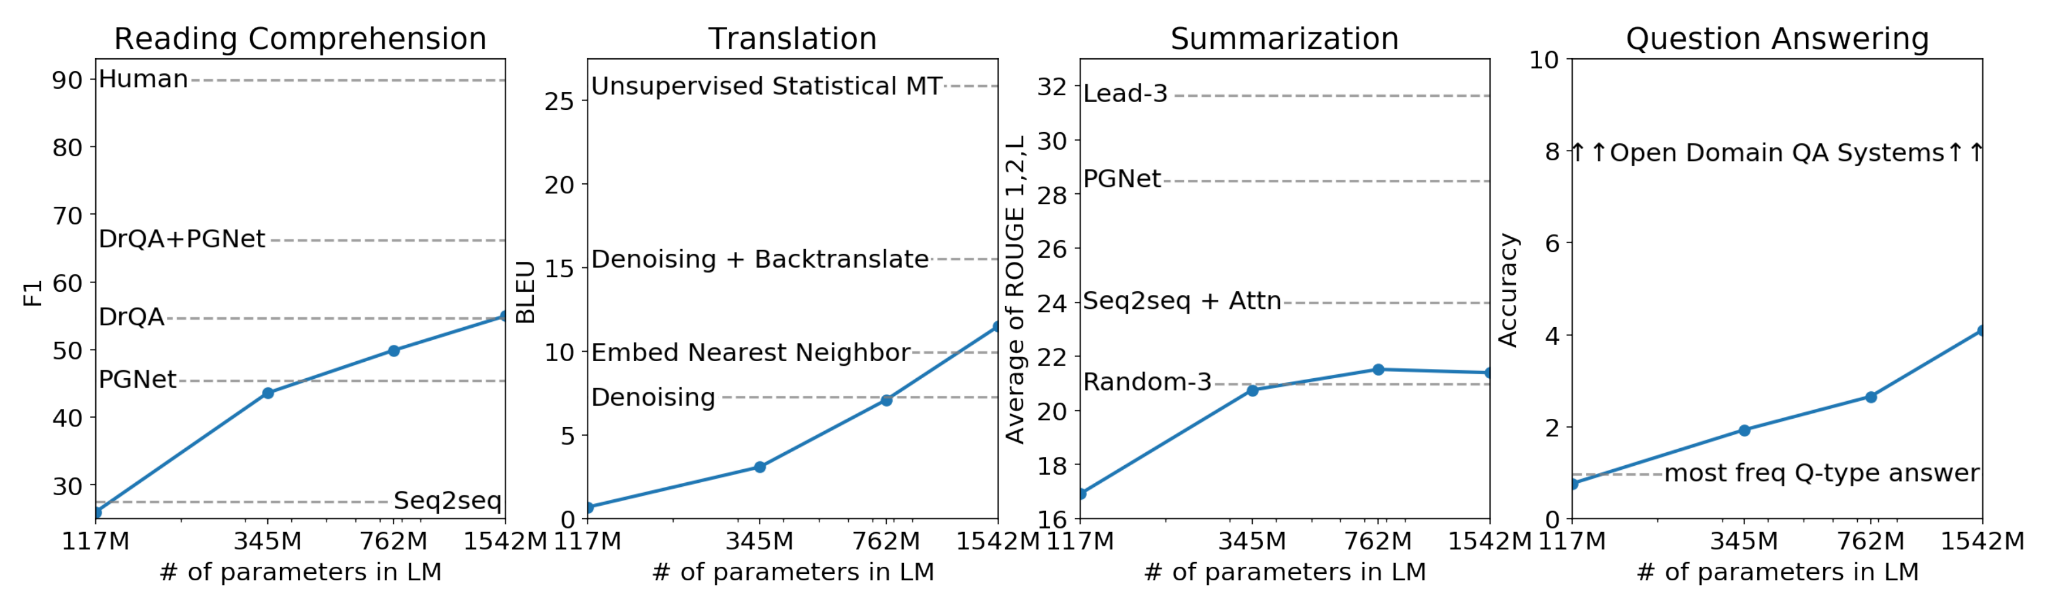 Reading Comprehension
F1
90
80
70
60
50
40
30
Human
DrQA+PGNet
DrQA
PGNet
Seq2seq
117M 345M 762M 1542M
# of parameters in LM
Translation
BLEU
25
20
15
10
5
0
Unsupervised Statistical MT
Denoising + Backtranslate
Embed Nearest Neighbor
Denoising
117M 345M 762M 1542M
# of parameters in LM
Summarization
Average of ROUGE 1,2,L
32
30
28
26
24
22
20
18
16
Lead-3
PGNet
Seq2seq + Attn
Random-3
117M 345M 762M 1542M
# of parameters in LM
Question Answering
Accuracy
10
8
6
4
2
0
↑↑Open Domain QA Systems↑↑
most freq Q-type answer
117M 345M 762M 1542M
# of parameters in LM